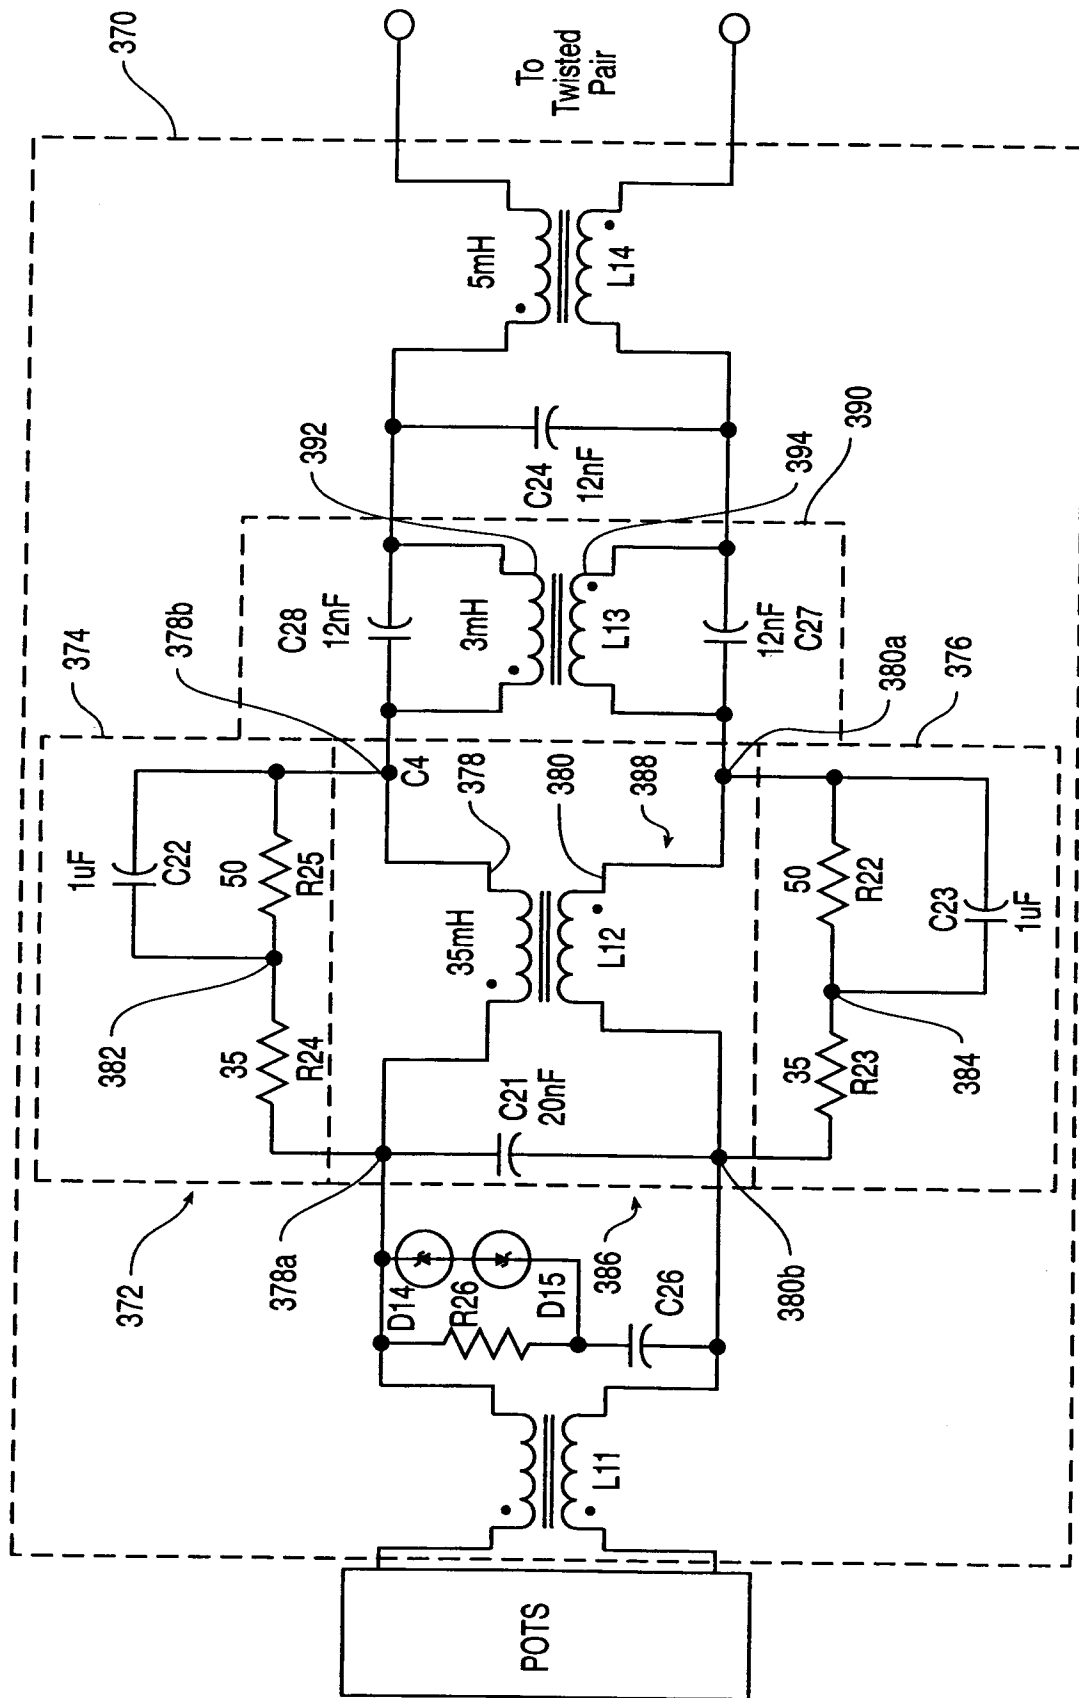 370
To
Twisted
Pair
5mH
L14
392
C24
12nF
394
390
374
378b
C28
12nF
3mH
L13
12nF
C27
380a
376
1uF
C22
50
R25
C4
378
380
388
50
R22
C23
1uF
382
35
R24
35mH
L12
35
R23
384
C21
20nF
372
378a
D14
R26
D15
386
C26
380b
L11
POTS